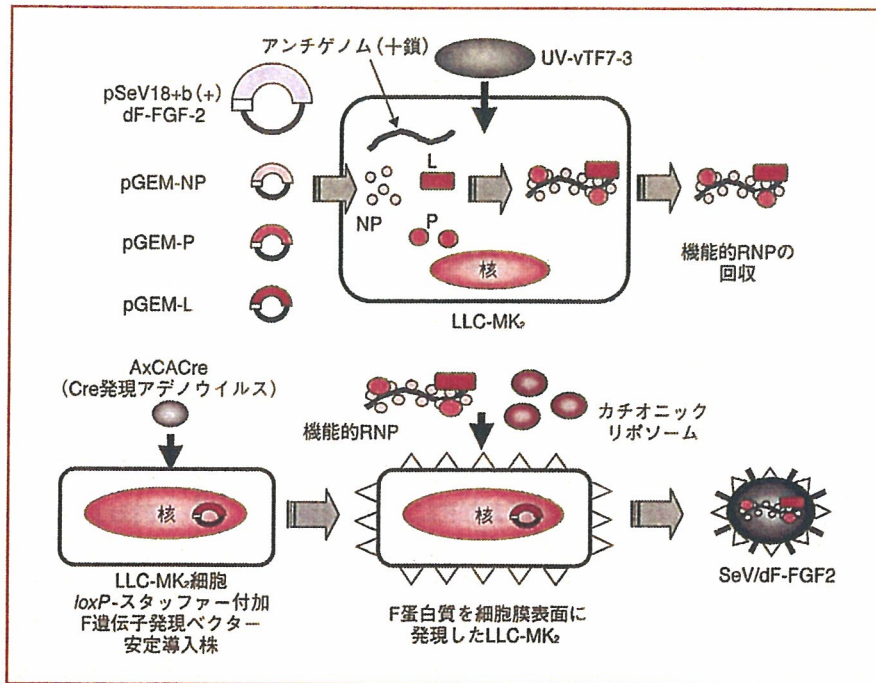 アンチゲノム(十鎖)
UV-vTF7-3
pSeV18+b(+)
dF-FGF-2
pGEM-NP
pGEM-P
pGEM-L
L
NP
P
核
LLC-MK₂
機能的RNPの
回収
AxCACre
(Cre発現アデノウイルス)
機能的RNP
カチオニック
リポソーム
核
核
LLC-MK₂細胞
loxP-スタッファー付加
F遺伝子発現ベクター
安定導入株
F蛋白質を細胞膜表面に
発現したLLC-MK₂
SeV/dF-FGF2